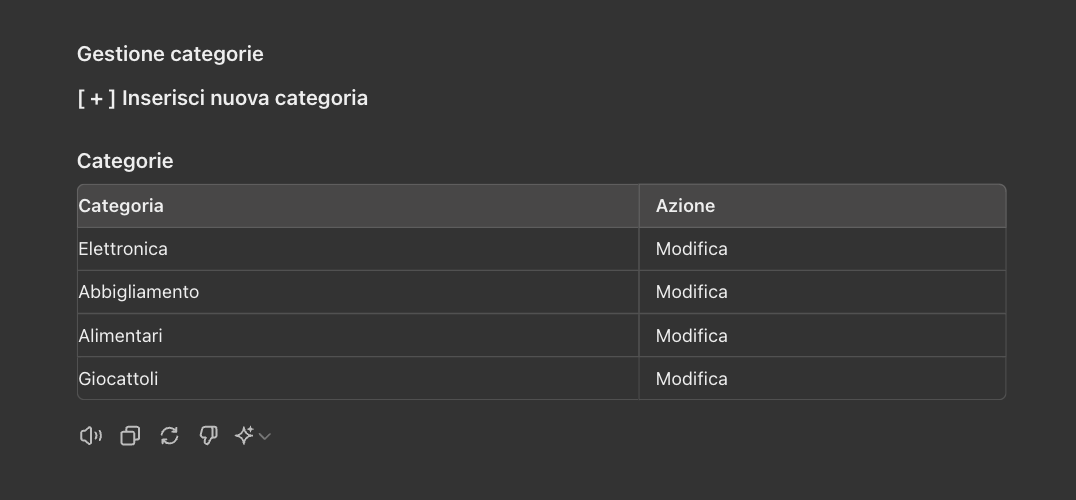 Gestione categorie
[ + ] Inserisci nuova categoria
Categorie
Categoria Azione
Elettronica Modifica
Abbigliamento Modifica
Alimentari Modifica
Giocattoli Modifica